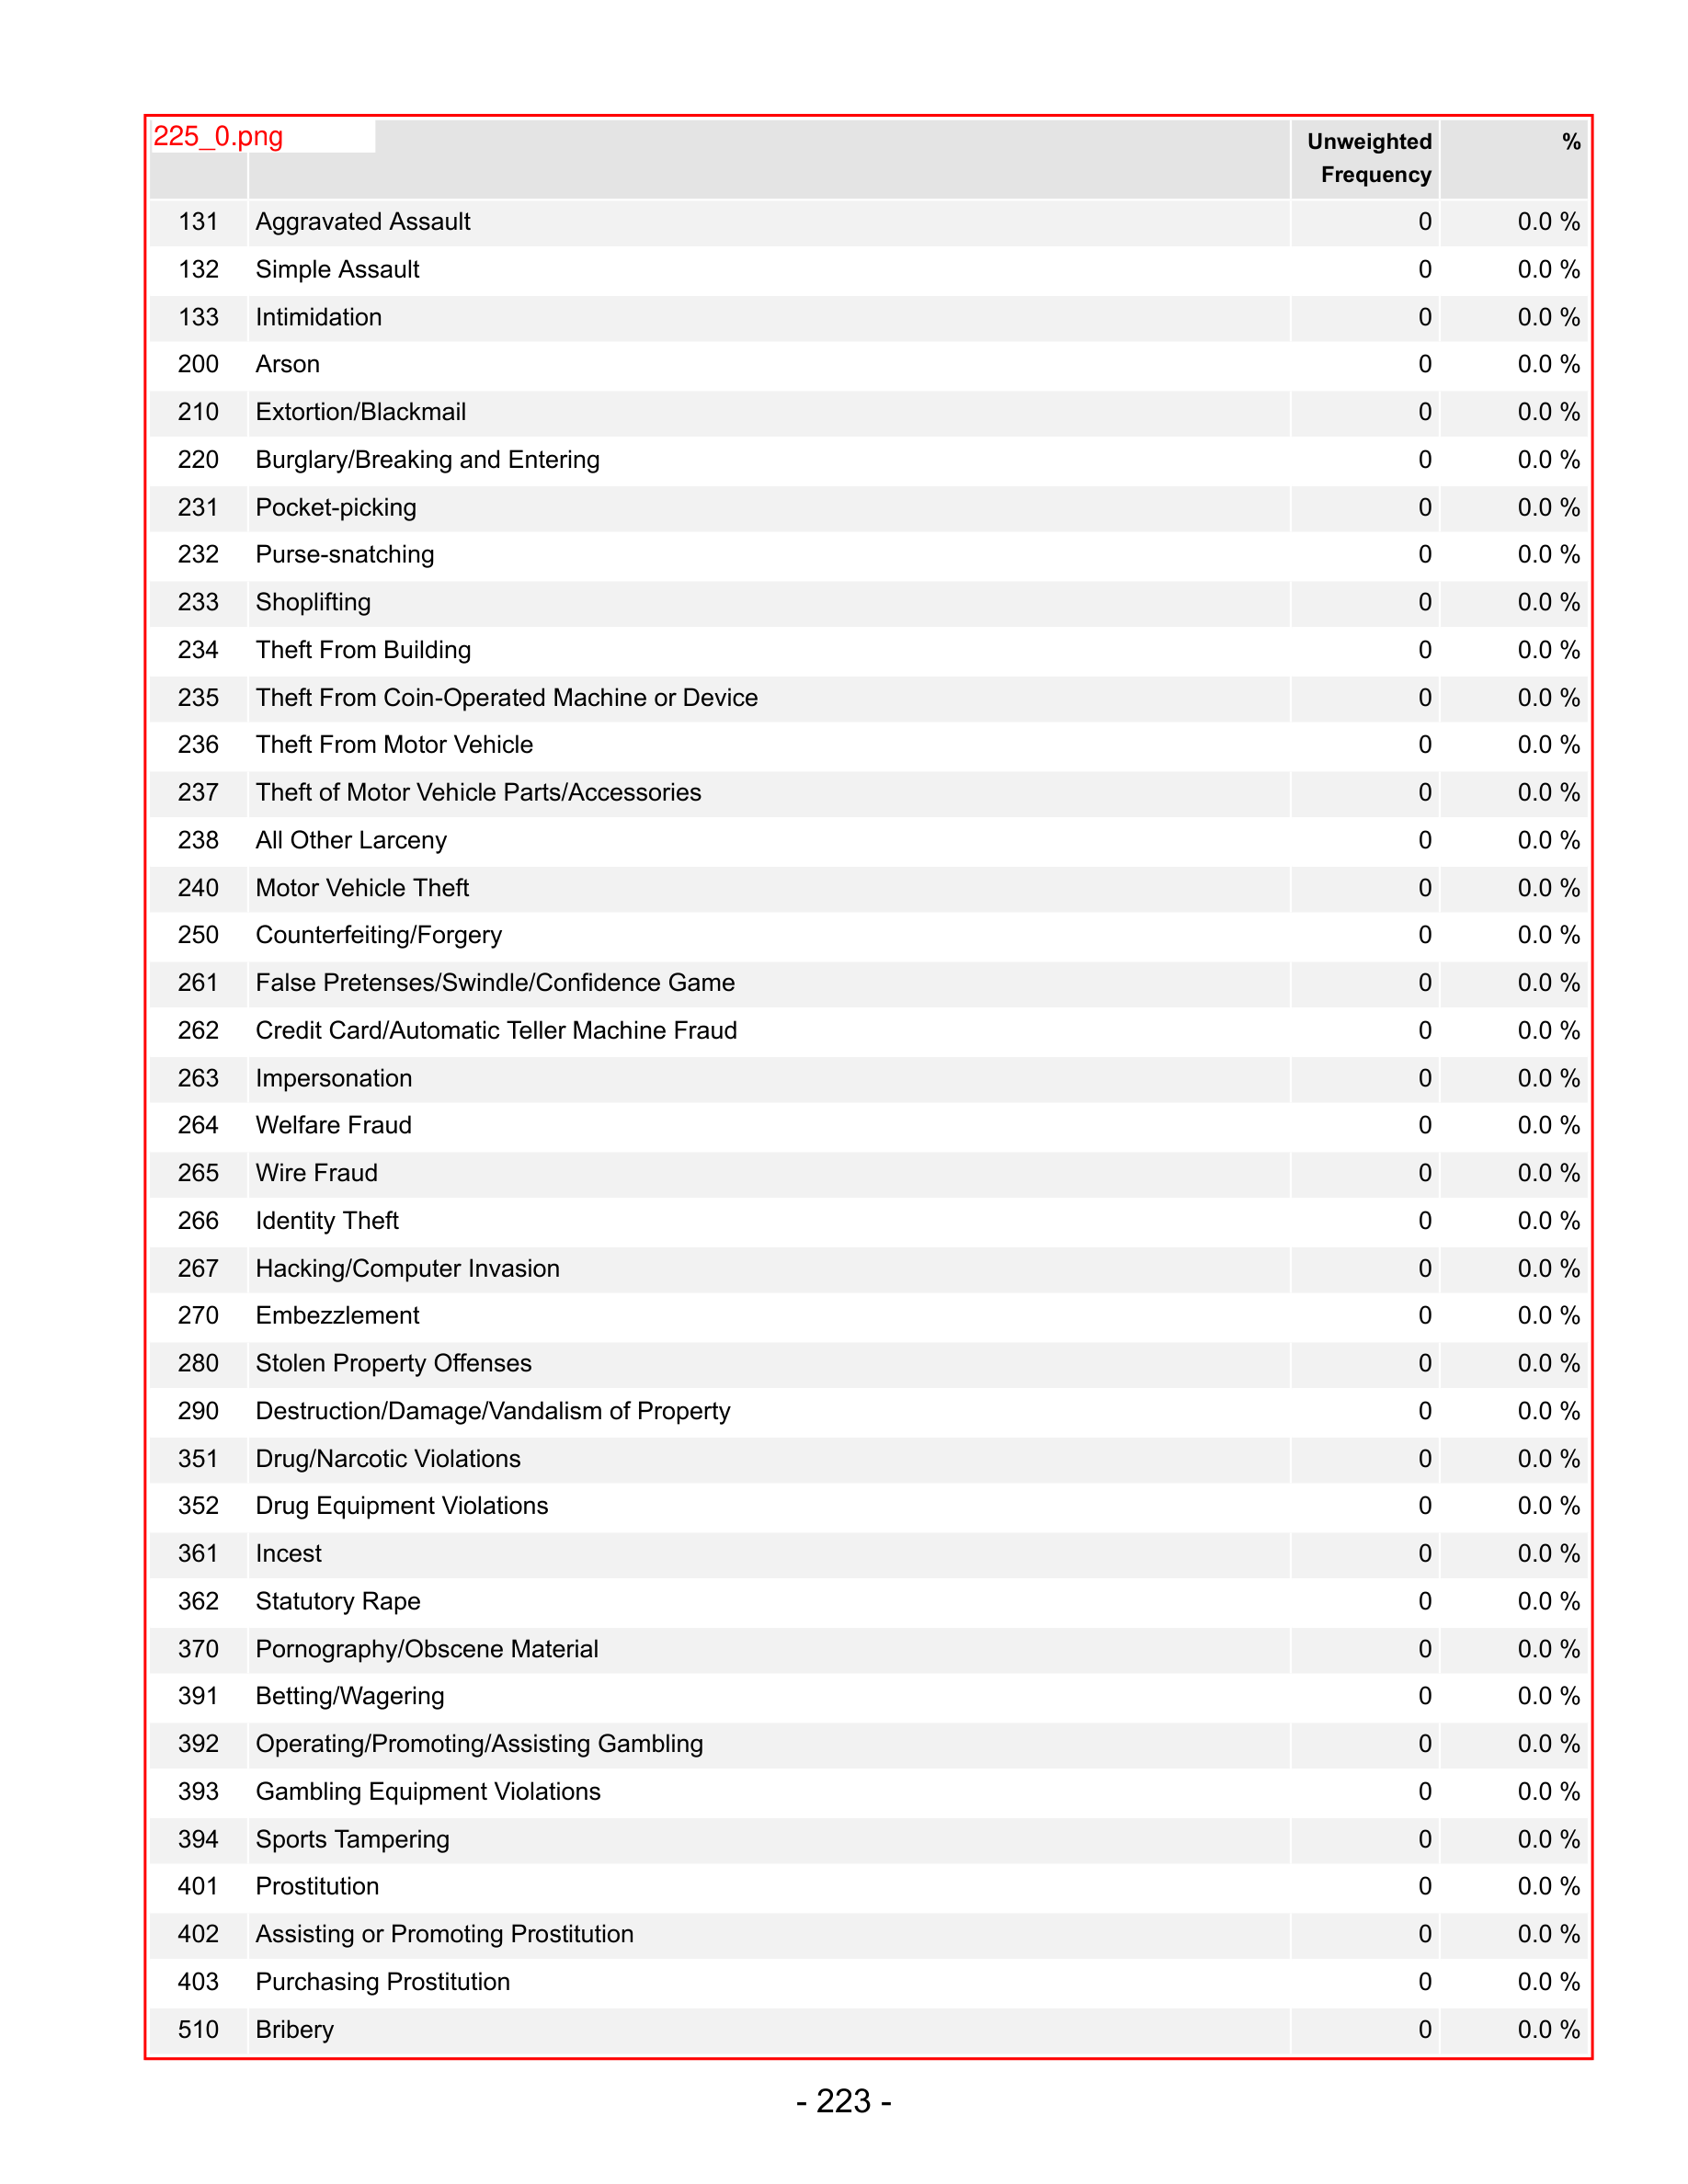 225_0.png
Unweighted Frequency %
131 Aggravated Assault 0 0.0 %
132 Simple Assault 0 0.0 %
133 Intimidation 0 0.0 %
200 Arson 0 0.0 %
210 Extortion/Blackmail 0 0.0 %
220 Burglary/Breaking and Entering 0 0.0 %
231 Pocket-picking 0 0.0 %
232 Purse-snatching 0 0.0 %
233 Shoplifting 0 0.0 %
234 Theft From Building 0 0.0 %
235 Theft From Coin-Operated Machine or Device 0 0.0 %
236 Theft From Motor Vehicle 0 0.0 %
237 Theft of Motor Vehicle Parts/Accessories 0 0.0 %
238 All Other Larceny 0 0.0 %
240 Motor Vehicle Theft 0 0.0 %
250 Counterfeiting/Forgery 0 0.0 %
261 False Pretenses/Swindle/Confidence Game 0 0.0 %
262 Credit Card/Automatic Teller Machine Fraud 0 0.0 %
263 Impersonation 0 0.0 %
264 Welfare Fraud 0 0.0 %
265 Wire Fraud 0 0.0 %
266 Identity Theft 0 0.0 %
267 Hacking/Computer Invasion 0 0.0 %
270 Embezzlement 0 0.0 %
280 Stolen Property Offenses 0 0.0 %
290 Destruction/Damage/Vandalism of Property 0 0.0 %
351 Drug/Narcotic Violations 0 0.0 %
352 Drug Equipment Violations 0 0.0 %
361 Incest 0 0.0 %
362 Statutory Rape 0 0.0 %
370 Pornography/Obscene Material 0 0.0 %
391 Betting/Wagering 0 0.0 %
392 Operating/Promoting/Assisting Gambling 0 0.0 %
393 Gambling Equipment Violations 0 0.0 %
394 Sports Tampering 0 0.0 %
401 Prostitution 0 0.0 %
402 Assisting or Promoting Prostitution 0 0.0 %
403 Purchasing Prostitution 0 0.0 %
510 Bribery 0 0.0 %
- 223 -